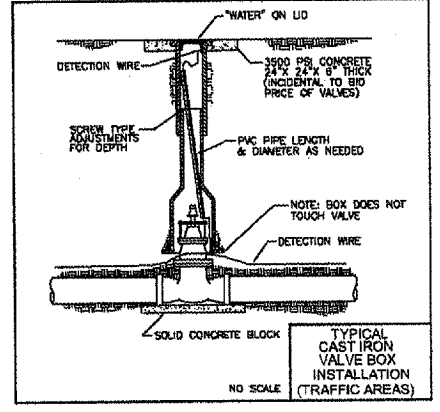 "WATER" ON LID
DETECTION WIRE
3500 PSI CONCRETE
24"X 24"X 6" THICK
(INCIDENTAL TO BID
PRICE OF VALVES)
SCREW TYPE
ADJUSTMENTS
FOR DEPTH
PVC PIPE LENGTH
& DIAMETER AS NEEDED
NOTE: BOX DOES NOT
TOUCH VALVE
DETECTION WIRE
SOLID CONCRETE BLOCK
NO SCALE
TYPICAL
CAST IRON
VALVE BOX
INSTALLATION
(TRAFFIC AREAS)